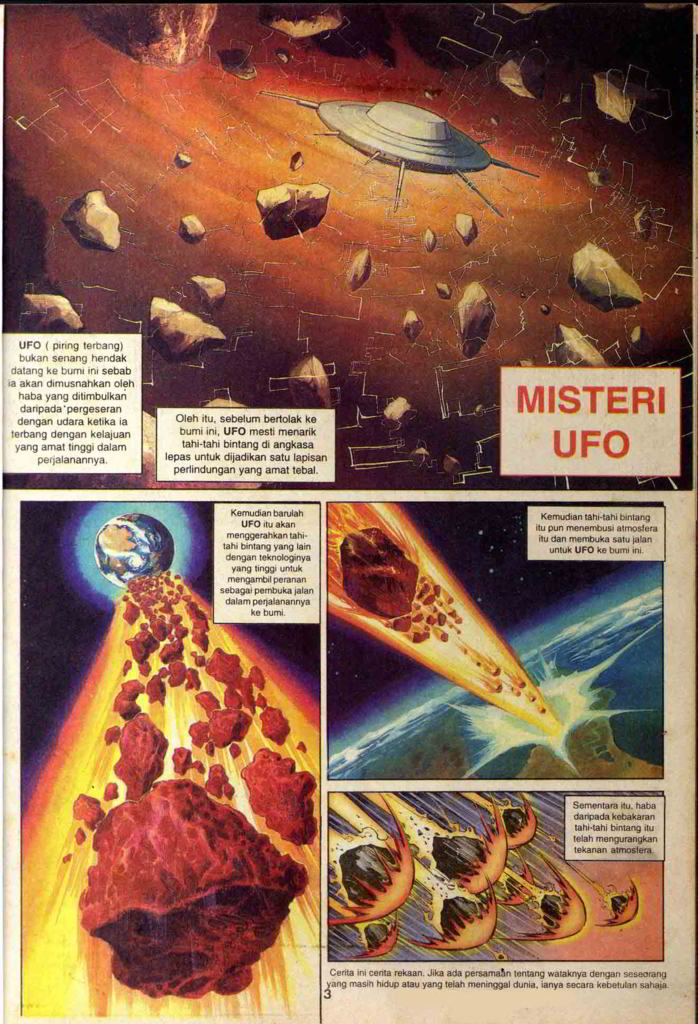 UFO ( piring terbang)
bukan senang hendak
datang ke bumi ini sebab
ia akan dimusnahkan oleh
haba yang ditimbulkan
daripada pergeseran
dengan udara ketika ia
terbang dengan kelajuan
yang amat tinggi dalam
perjalanannya.
Oleh itu, sebelum bertolak ke
bumi ini, UFO mesti menarik
tahi-tahi bintang di angkasa
lepas untuk dijadikan satu lapisan
perlindungan yang amat tebal.
MISTERI
UFO
Kemudian barulah
UFO itu akan
menggerahkan tahi-
tahi bintang yang lain
dengan teknologinya
yang tinggi untuk
mengambil peranan
sebagai pembuka jalan
dalam perjalanannya
ke bumi.
Kemudian tahi-tahi bintang
itu pun menembusi atmosfera
itu dan membuka satu jalan
untuk UFO ke bumi ini.
Sementara itu, haba
daripada kebakaran
tahi-tahi bintang itu
telah mengurangkan
tekanan atmosfera.
Cerita ini cerita rekaan. Jika ada persamaan tentang wataknya dengan seseorang
yang masih hidup atau yang telah meninggal dunia, ianya secara kebetulan sahaja.
3